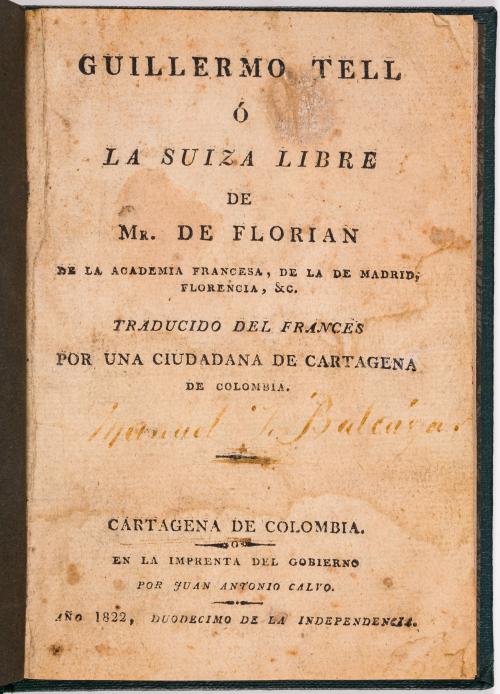 GUILLERMO TELL
Ó
LA SUIZA LIBRE
DE
MR. DE FLORIAN
DE LA ACADEMIA FRANCESA, DE LA DE MADRID,
FLORENCIA, &C.
TRADUCIDO DEL FRANCES
POR UNA CIUDADANA DE CARTAGENA
DE COLOMBIA.
Manuel
CARTAGENA DE COLOMBIA.
EN LA IMPRENTA DEL GOBIERNO
POR JUAN ANTONIO CALVO.
AÑO 1822, DUODECIMO DE LA INDEPENDENCIA.